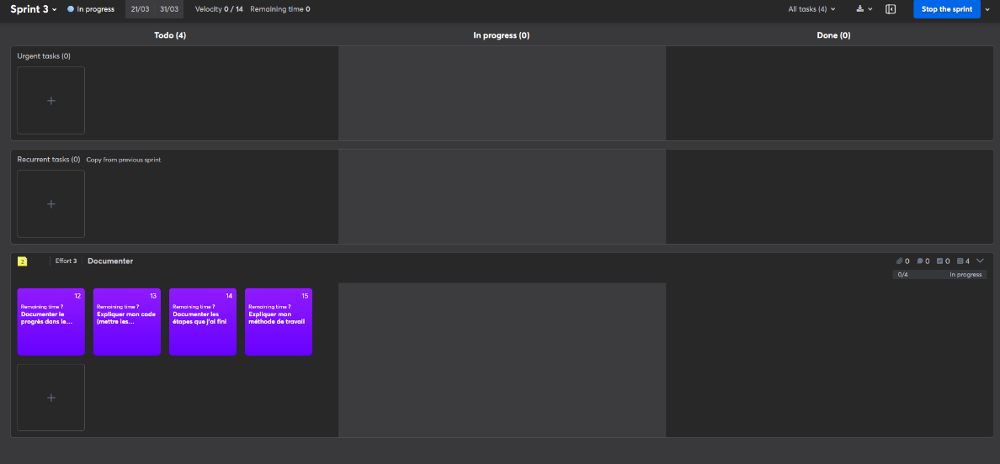 Sprint 3 In progress 21/03 31/03 Velocity 0 / 14 Remaining time 0 All tasks (4) Stop the sprint
Todo (4) In progress (0) Done (0)
Urgent tasks (0)
+
Recurrent tasks (0) Copy from previous sprint
+
2 Effort 3 Documenter 0 0 0 4
0/4 In progress
12
Remaining time ?
Documenter le
progrès dans le...
13
Remaining time ?
Expliquer mon code
(mettre les...
14
Remaining time ?
Documenter les
étapes que j'ai fini
15
Remaining time ?
Expliquer mon
méthode de travail
+